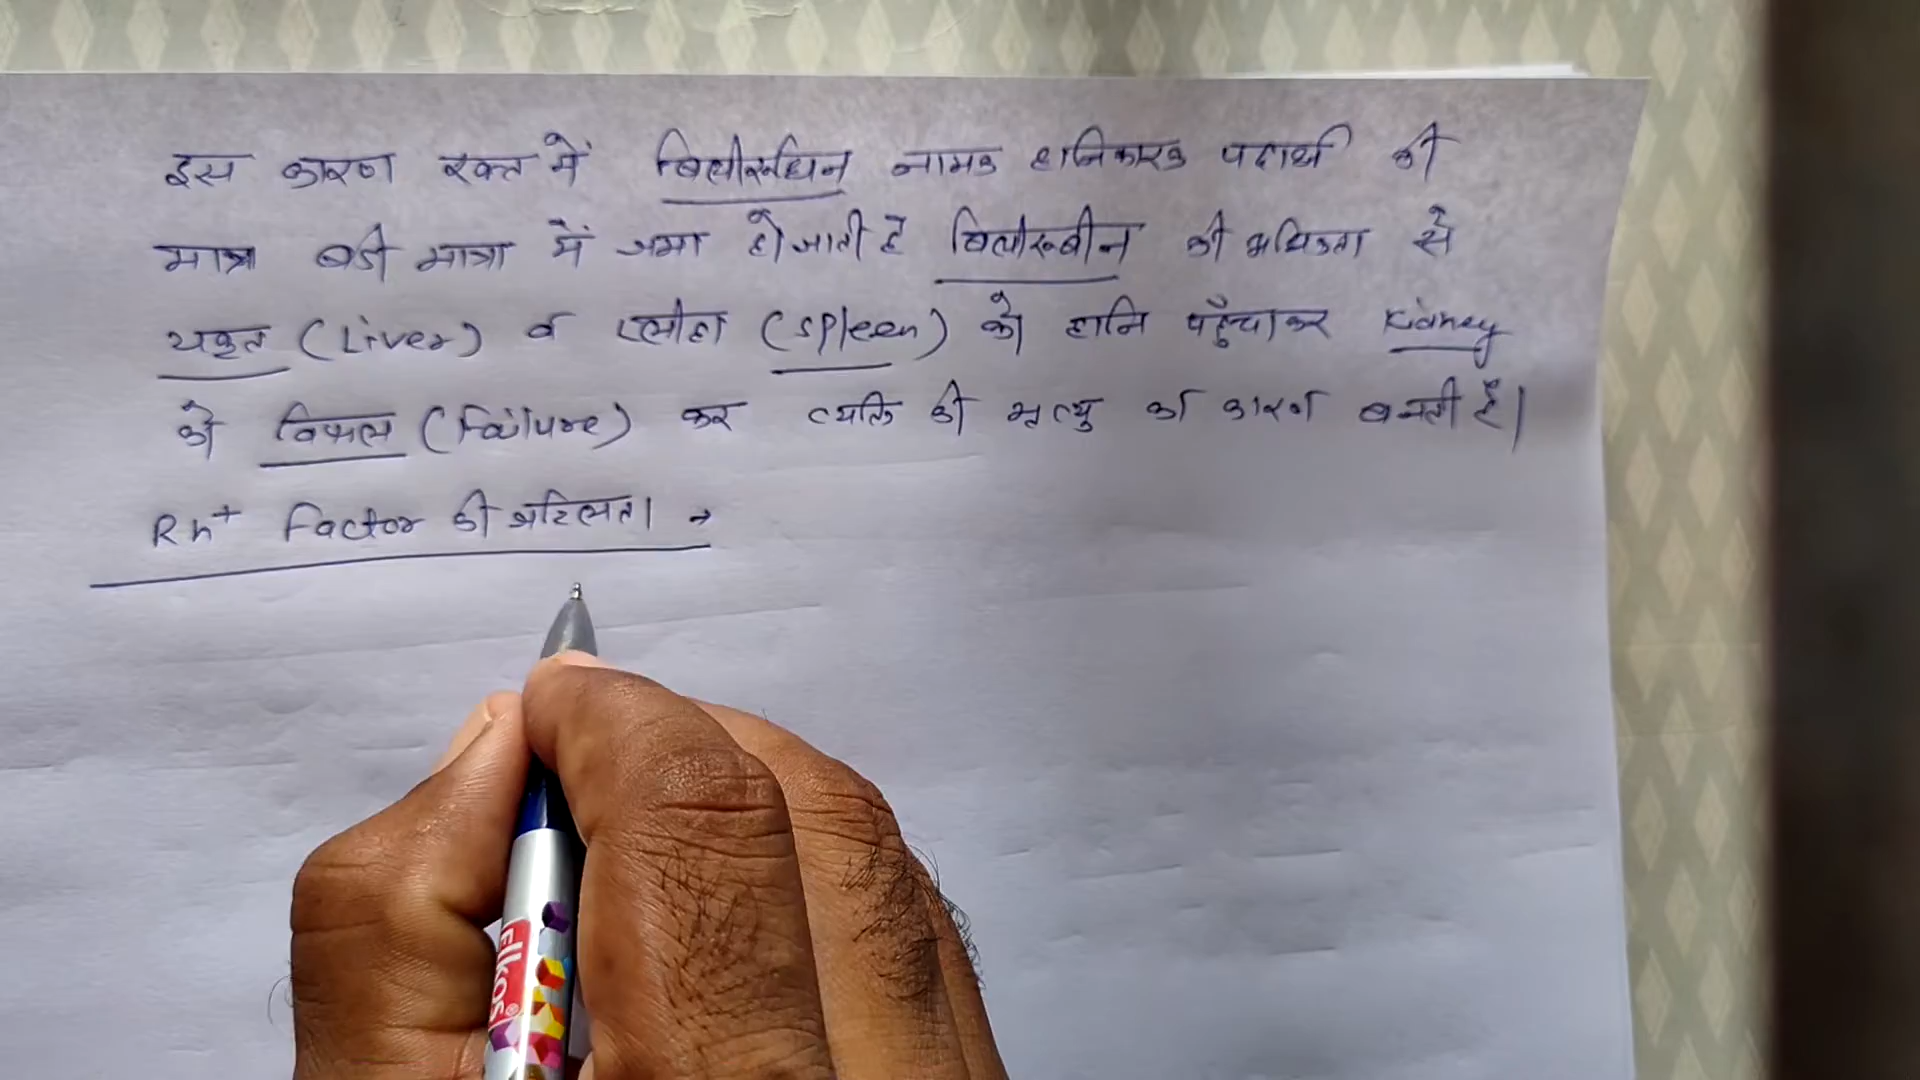 इस कारण रक्त में बिलीरूधिन नामक हानिकारक पदार्थ की
मात्रा बडी मात्रा में जमा हो जाती है बिलीरूबीन की अधिकता से
यकृत (Liver) व प्लीहा (Spleen) को हानि पहुँचाकर Kidney
को विफल (Failure) कर व्यक्ति की मृत्यु का कारण बनती है।
Rh+ Factor की जटिलता →
Elkos®